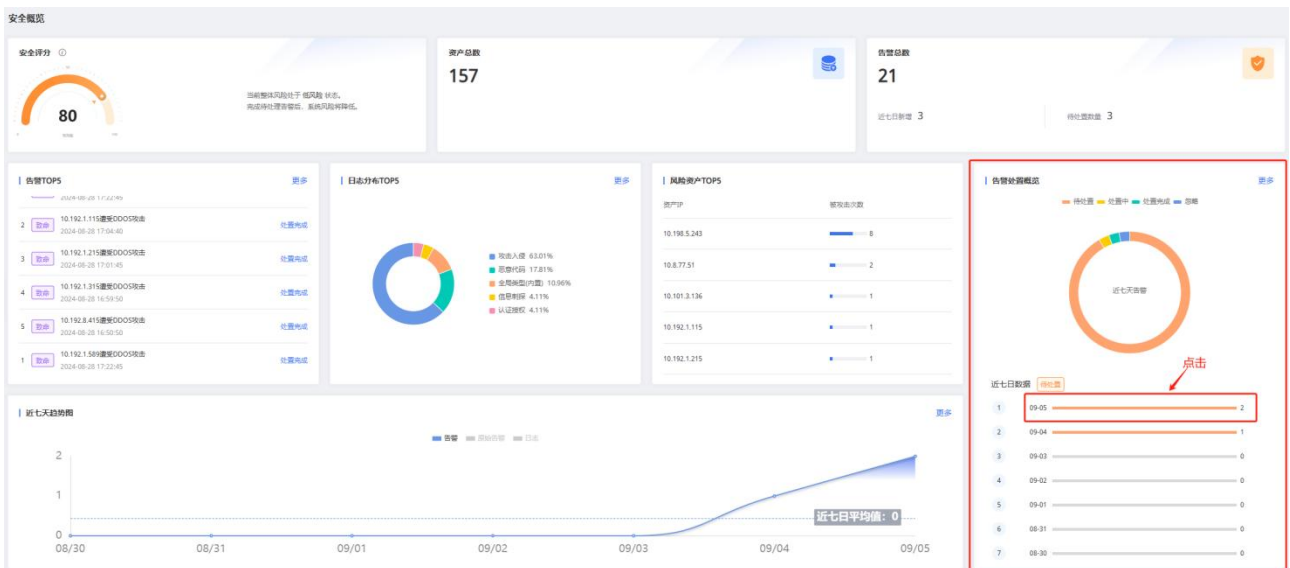 安全概览
安全评分
80
当前整体风险处于 低风险 状态。
完成待处理告警后，系统风险将降低。
资产总数
157
告警总数
21
近七日新增 3
待处置数量 3
告警TOP5 更多
2024-08-28 17:22:45
2 致命 10.192.1.115遭受DDOS攻击
2024-08-28 17:04:40
处置完成
3 致命 10.192.1.215遭受DDOS攻击
2024-08-28 17:01:45
处置完成
4 致命 10.192.1.315遭受DDOS攻击
2024-08-28 16:59:50
处置完成
5 致命 10.192.8.415遭受DDOS攻击
2024-08-28 16:50:50
处置完成
1 致命 10.192.1.589遭受DDOS攻击
2024-08-28 17:22:45
处置完成
日志分布TOP5 更多
攻击入侵 63.01%
恶意代码 17.81%
全局类型(内置) 10.96%
信息刺探 4.11%
认证授权 4.11%
风险资产TOP5
资产IP 被攻击次数
10.198.5.243 8
10.8.77.51 2
10.101.3.136 1
10.192.1.115 1
10.192.1.215 1
告警处置概览 更多
待处置 处置中 处置完成 忽略
近七天告警
点击
近七日数据 待处置
1 09-05 2
2 09-04 1
3 09-03 0
4 09-02 0
5 09-01 0
6 08-31 0
7 08-30 0
近七天趋势图 更多
告警 原始告警 日志
2
1
0
近七日平均值：0
08/30 08/31 09/01 09/02 09/03 09/04 09/05